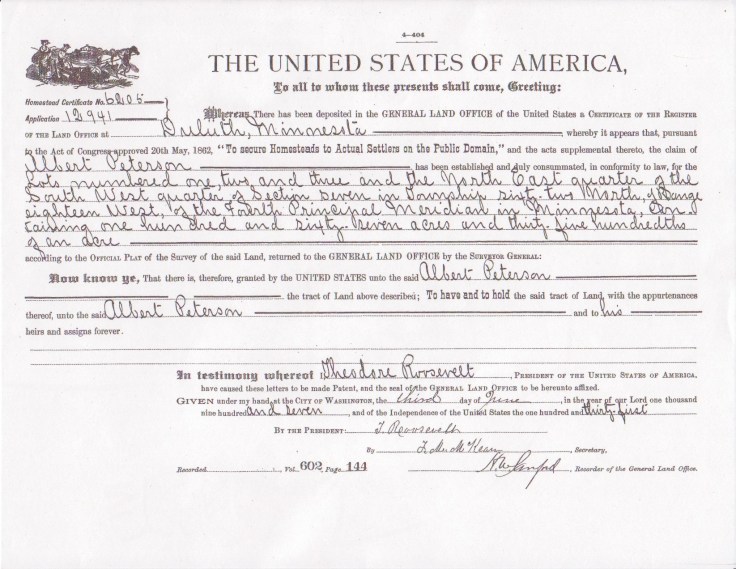 4—404
THE UNITED STATES OF AMERICA,
To all to whom these presents shall come, Greeting:
Homestead Certificate No. 6205
Application 12941
Whereas There has been deposited in the GENERAL LAND OFFICE of the United States a CERTIFICATE OF THE REGISTER
OF THE LAND OFFICE AT Duluth, Minnesota whereby it appears that, pursuant
to the Act of Congress approved 20th May, 1862, "To secure Homesteads to Actual Settlers on the Public Domain," and the acts supplemental thereto, the claim of
Albert Peterson has been established and duly consummated, in conformity to law, for the
Lots numbered one, two, and three and the North East quarter of the
South West quarter of Section seven in Township sixty-two North, of Range
eighteen West, of the Fourth Principal Meridian, in Minnesota, con-
taining one hundred and sixty-seven acres and thirty-five hundredths
of an acre
according to the OFFICIAL PLAT of the Survey of the said Land, returned to the GENERAL LAND OFFICE by the SURVEYOR GENERAL:
Now know ye, That there is, therefore, granted by the UNITED STATES unto the said Albert Peterson
the tract of Land above described; To have and to hold the said tract of Land, with the appurtenances
thereof, unto the said Albert Peterson and to his
heirs and assigns forever.
In testimony whereof I, Theodore Roosevelt, PRESIDENT OF THE UNITED STATES OF AMERICA,
have caused these letters to be made Patent, and the seal of the GENERAL LAND OFFICE to be hereunto affixed.
GIVEN under my hand, at the CITY OF WASHINGTON, the third day of June, in the year of our Lord one thousand
nine hundred and seven, and of the Independence of the United States the one hundred and thirty-first
BY THE PRESIDENT: T. Roosevelt
By F. M. McKean, Secretary,
Recorded , Vol. 602, Page 144
H. W. Sanford, Recorder of the General Land Office.